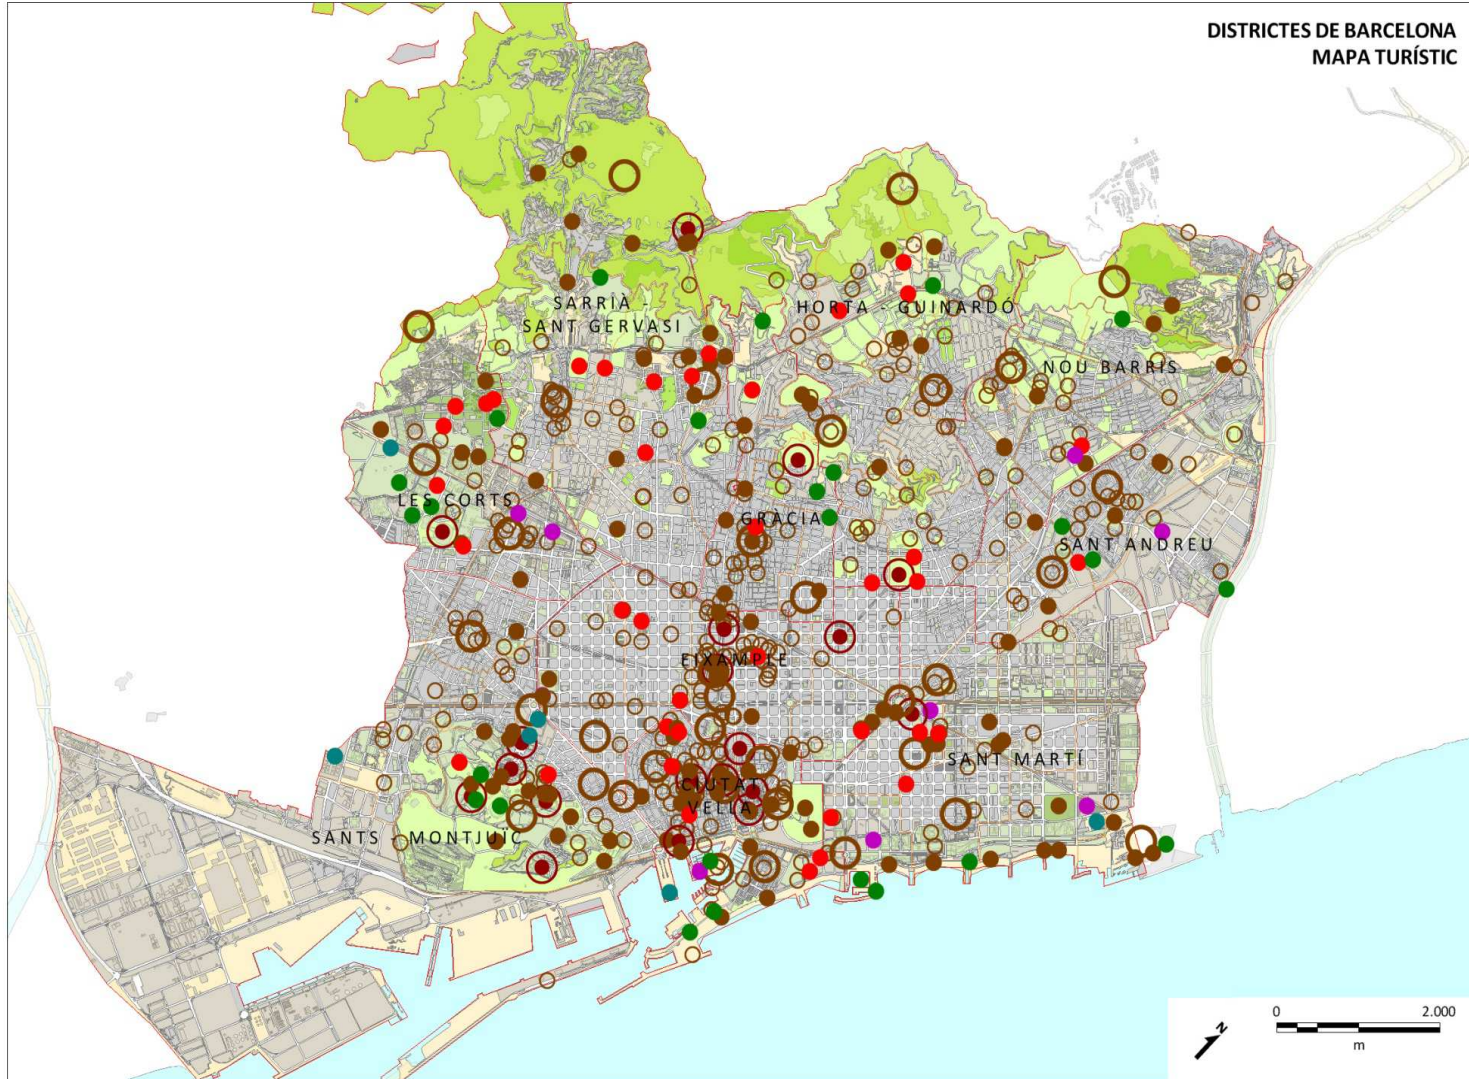 DISTRICTES DE BARCELONA
MAPA TURÍSTIC
SARRIÀ -
SANT GERVASI
HORTA - GUINARDÓ
NOU BARRIS
LES CORTS
GRÀCIA
SANT ANDREU
EIXAMPLE
SANT MARTÍ
CIUTAT
VELLA
SANTS - MONTJUÏC
N
0 2.000
m